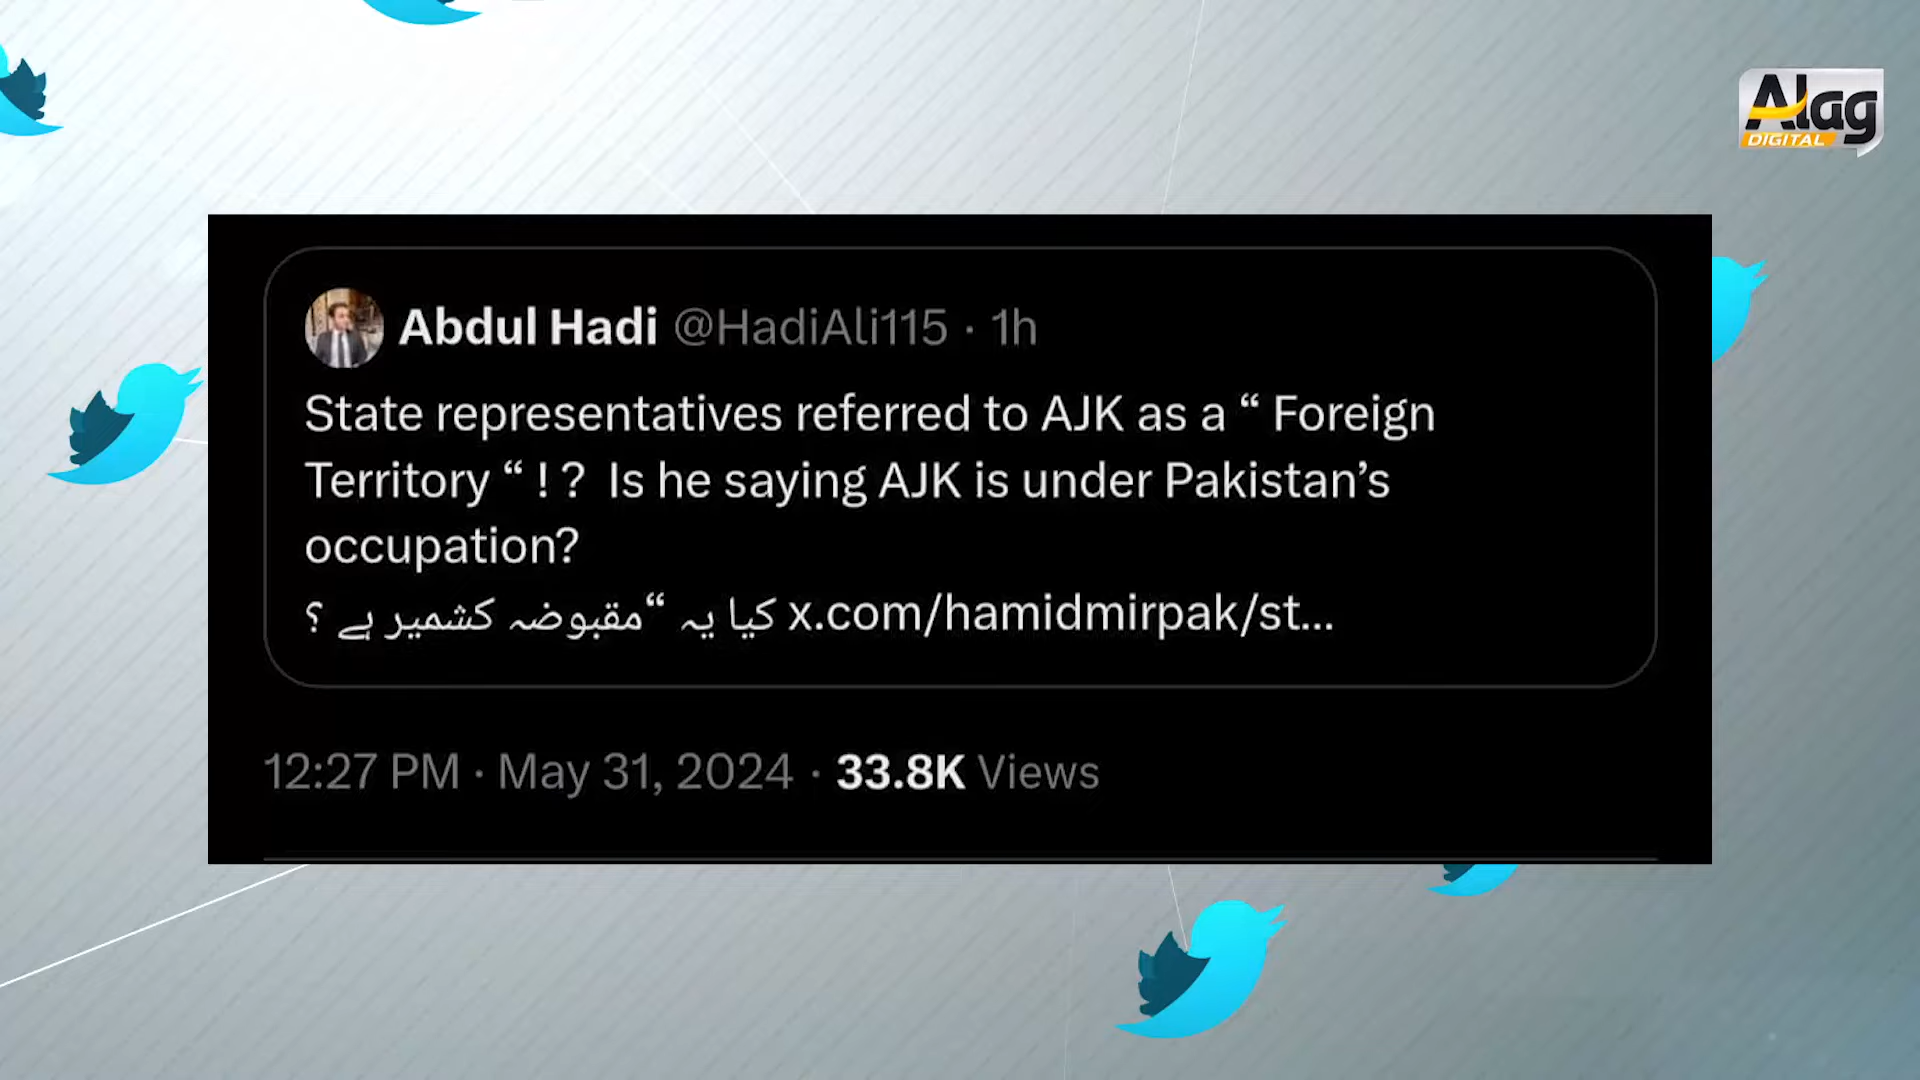 Alag
DIGITAL
Abdul Hadi @HadiAli115 · 1h
State representatives referred to AJK as a “ Foreign
Territory “ ! ? Is he saying AJK is under Pakistan’s
occupation?
کیا یہ “مقبوضہ کشمیر ہے ؟ x.com/hamidmirpak/st...
12:27 PM · May 31, 2024 · 33.8K Views